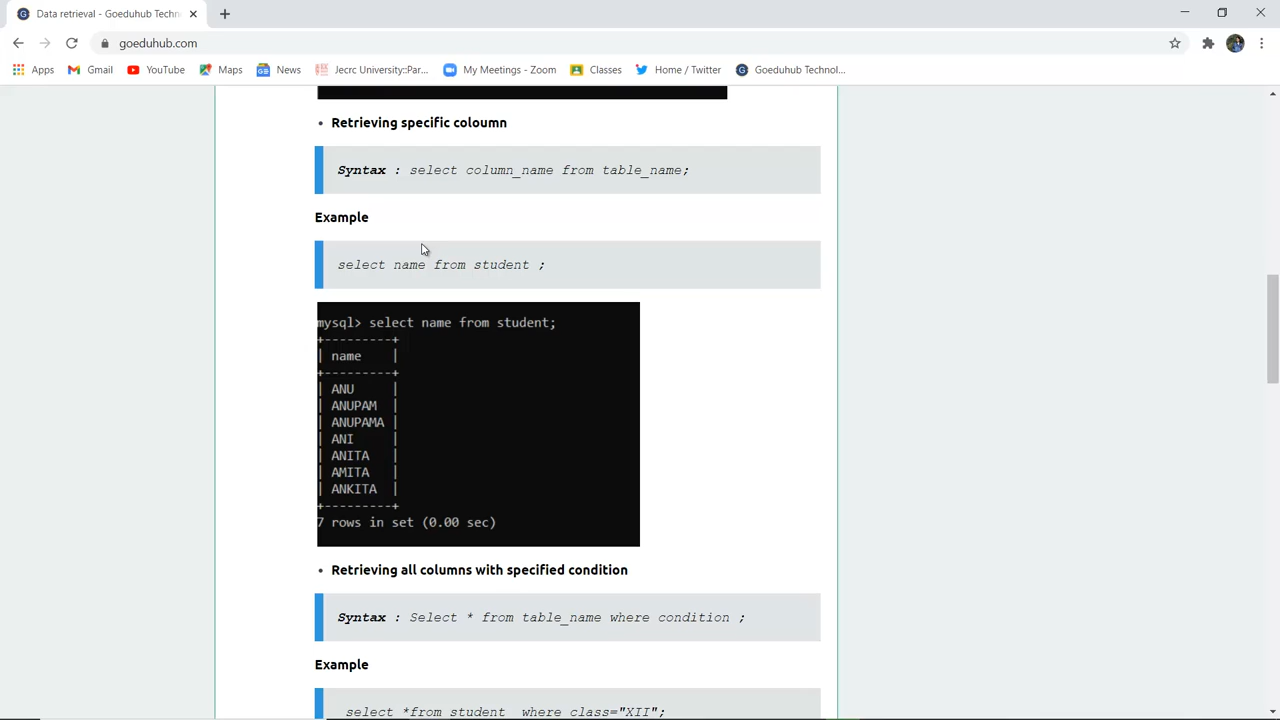 Data retrieval - Goeduhub Techn
goeduhub.com
Apps Gmail YouTube Maps News Jecrc University::Par... My Meetings - Zoom Classes Home / Twitter Goeduhub Technol...
• Retrieving specific coloumn
Syntax : select column_name from table_name;
Example
select name from student ;
mysql> select name from student;
+---------+
| name    |
+---------+
| ANU     |
| ANUPAM  |
| ANUPAMA |
| ANI     |
| ANITA   |
| AMITA   |
| ANKITA  |
+---------+
7 rows in set (0.00 sec)
• Retrieving all columns with specified condition
Syntax : Select * from table_name where condition ;
Example
select *from student where class="XII";